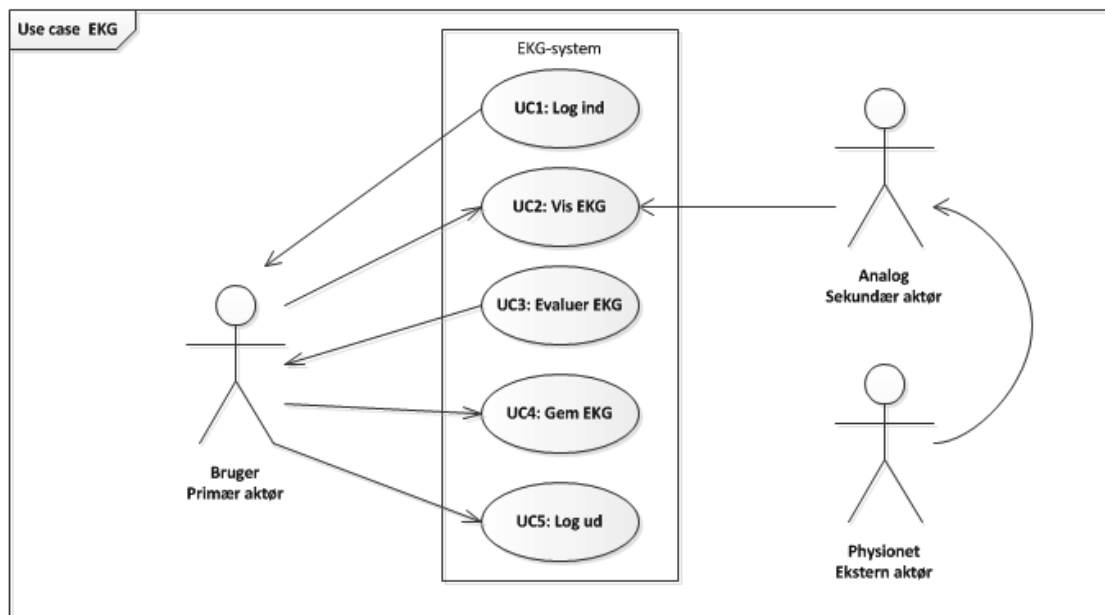 Use case EKG
EKG-system
UC1: Log ind
UC2: Vis EKG
UC3: Evaluer EKG
UC4: Gem EKG
UC5: Log ud
Bruger
Primær aktør
Analog
Sekundær aktør
Physionet
Ekstern aktør